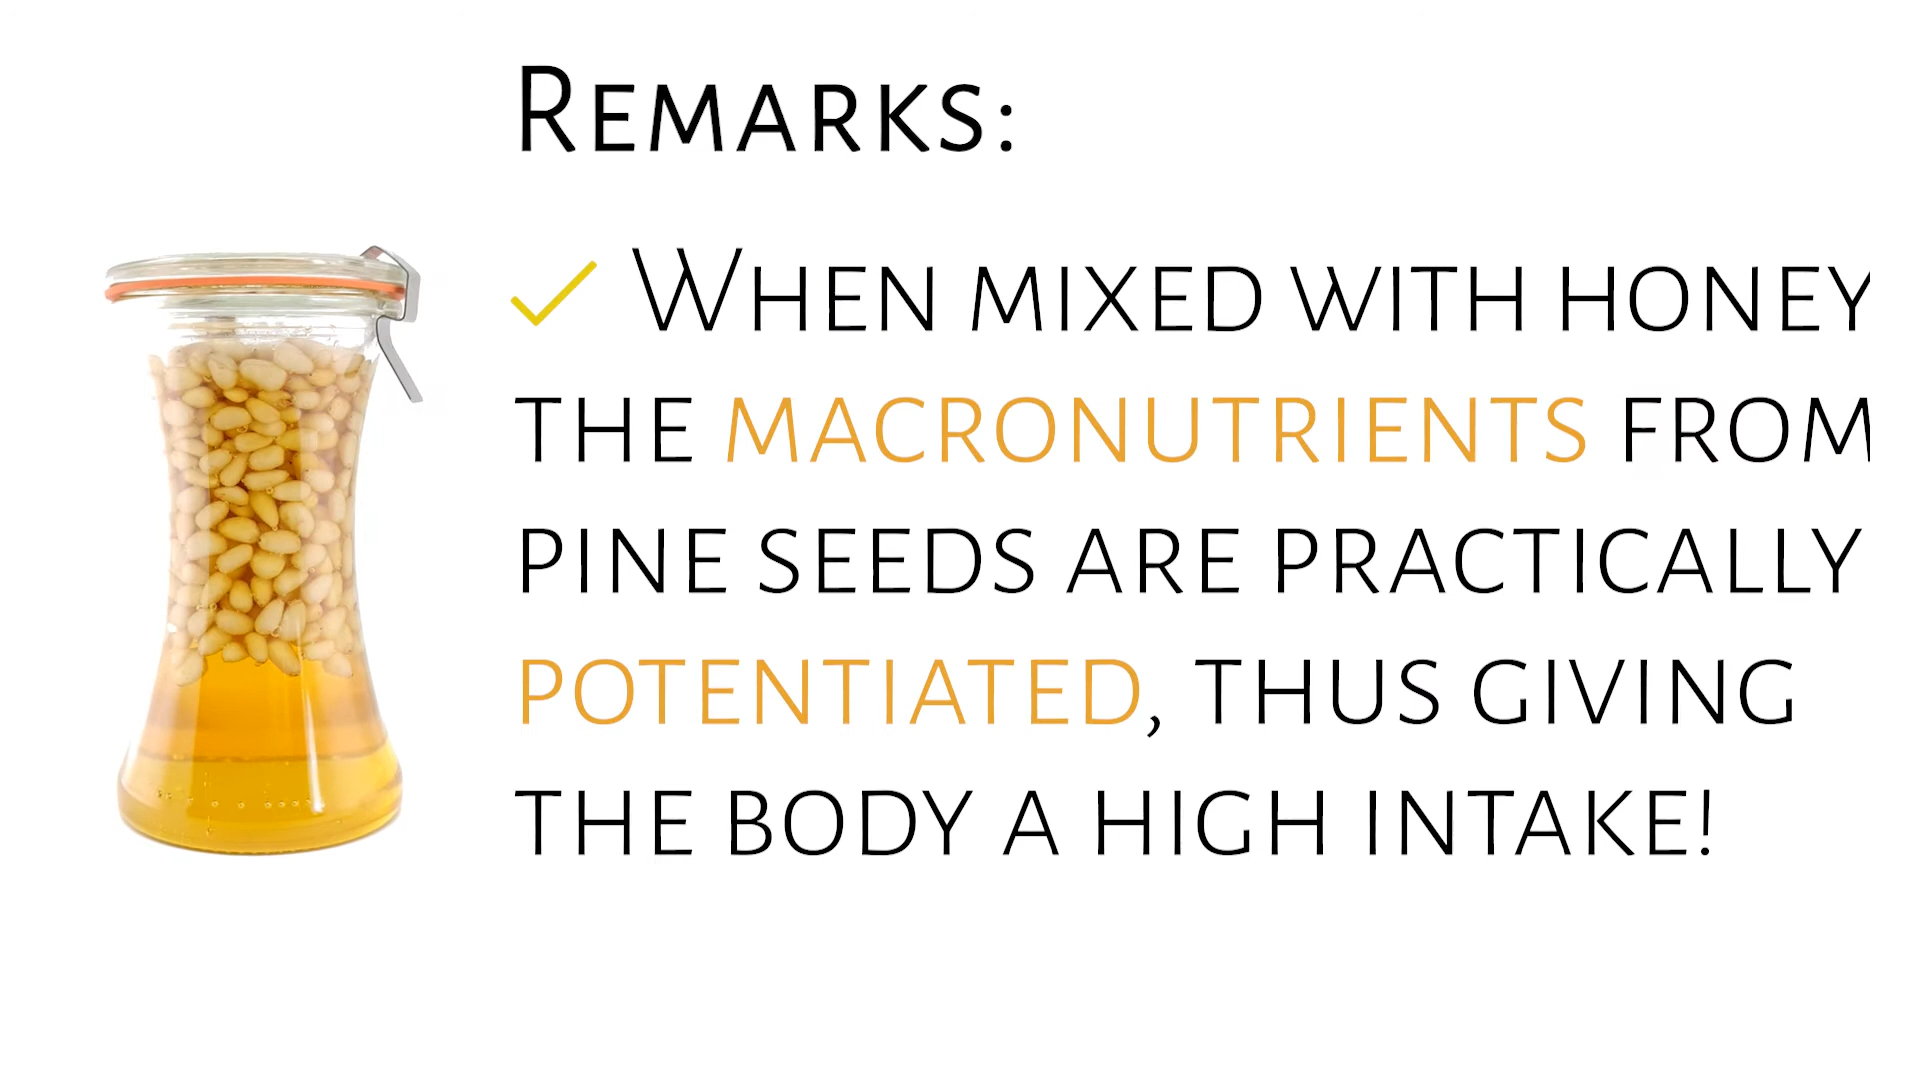 Remarks:
✓ When mixed with honey
the macronutrients from
pine seeds are practically
potentiated, thus giving
the body a high intake!